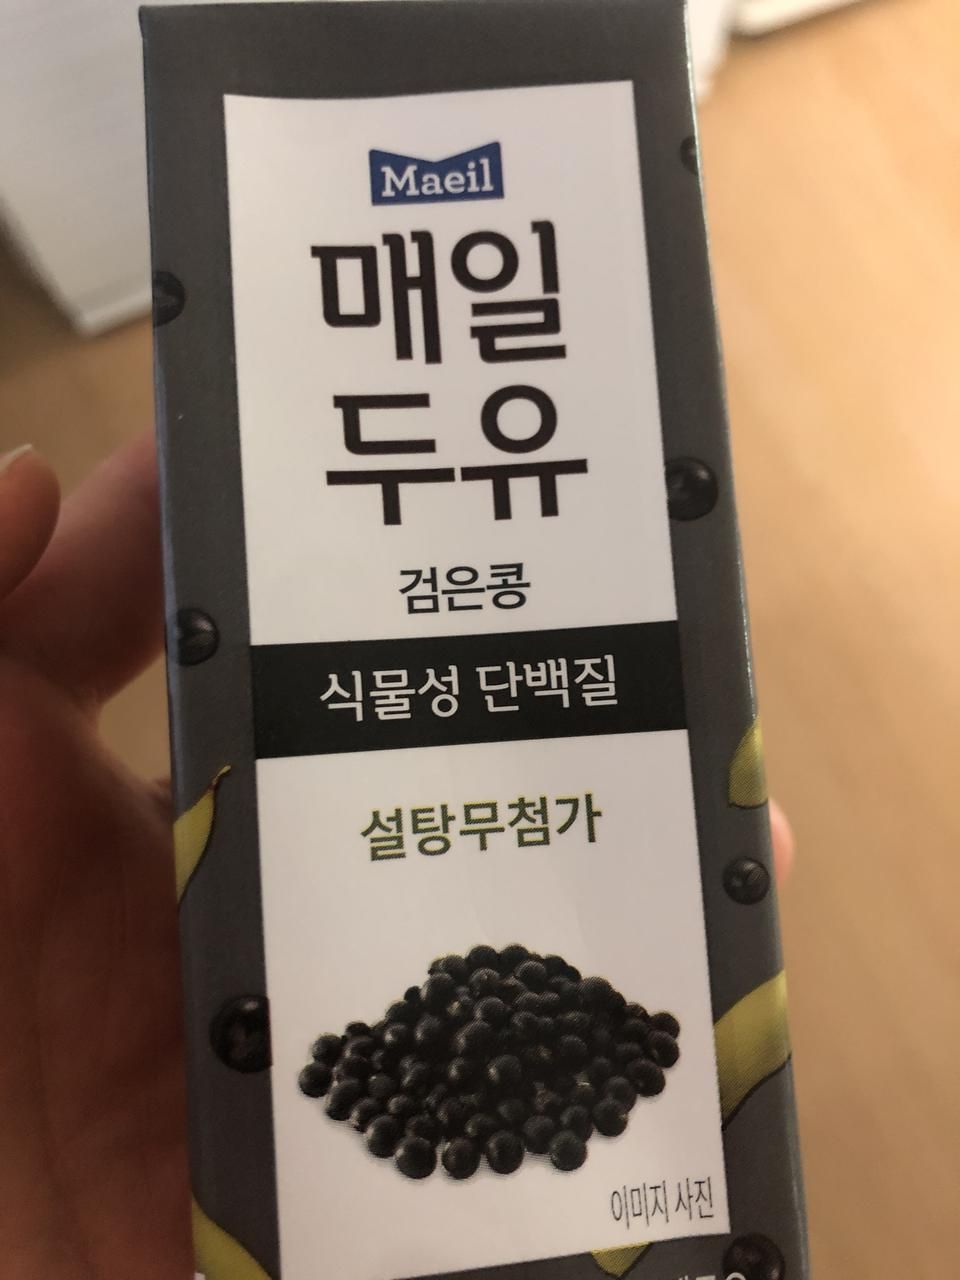 Maeil
매일
두유
검은콩
식물성 단백질
설탕무첨가
이미지 사진